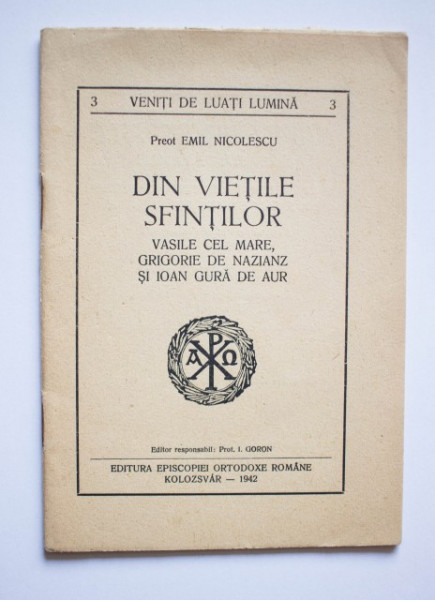 3 VENIȚI DE LUAȚI LUMINĂ 3
Preot EMIL NICOLESCU
DIN VIEȚILE
SFINȚILOR
VASILE CEL MARE,
GRIGORIE DE NAZIANZ
ȘI IOAN GURĂ DE AUR
Α Ρ Ω
Editor responsabil: Prot. I. GORON
EDITURA EPISCOPIEI ORTODOXE ROMÂNE
KOLOZSVÁR — 1942